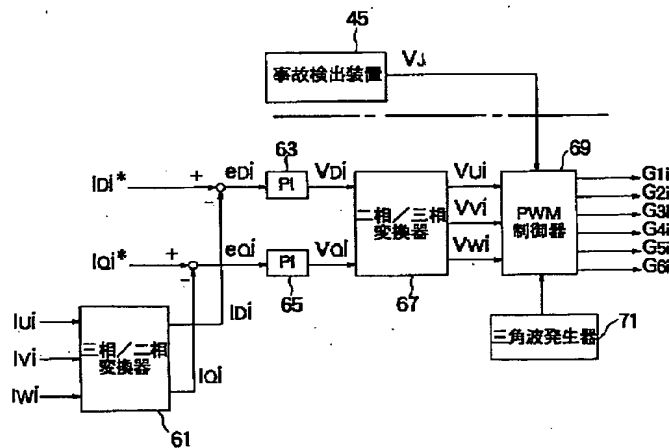 45
事故検出装置
VJ
63
69
IDi*
+
−
eDi
PI
VDi
二相/三相
変換器
VUi
VVi
VWi
PWM
制御器
G1i
G2i
G3i
G4i
G5i
G6i
IQi*
+
−
eQi
PI
VQi
65
67
IUi
IVi
IWi
三相/二相
変換器
IDi
IQi
61
三角波発生器
71